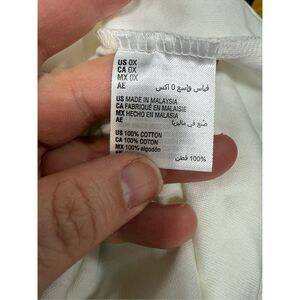 US 0X
CA 0X
MX 0X
AE قياس واسع 0 اكس
US MADE IN MALAYSIA
CA FABRIQUÉ EN MALAISIE
MX HECHO EN MALASIA
AE صنع في ماليزيا
US 100% COTTON
CA 100% COTON
MX 100% algodón
AE 100% قطن